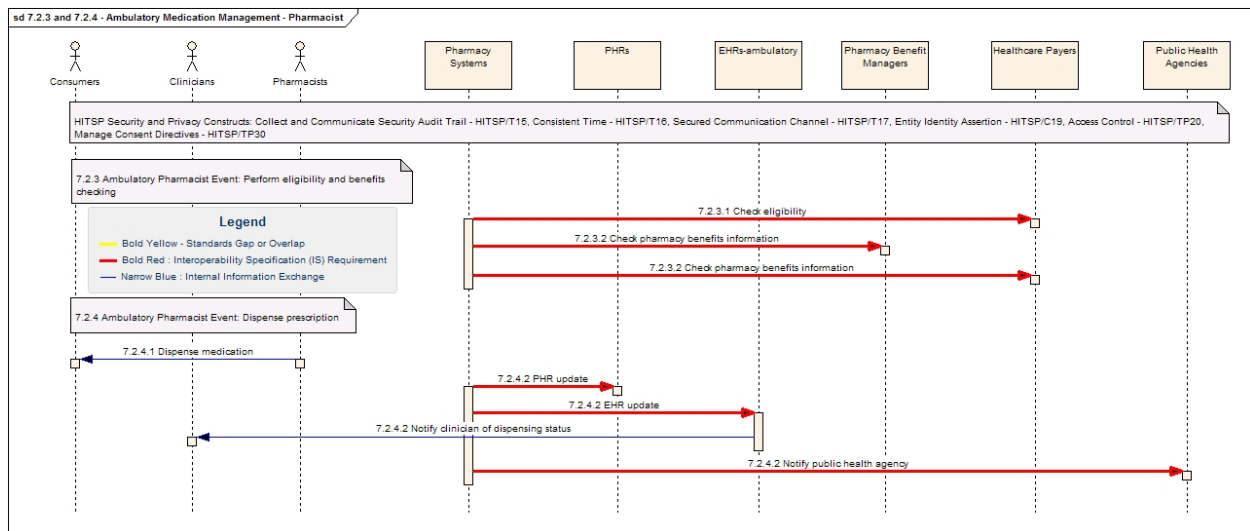 sd 7.2.3 and 7.2.4 - Ambulatory Medication Management - Pharmacist
Consumers
Clinicians
Pharmacists
Pharmacy
Systems
PHRs
EHRs-ambulatory
Pharmacy Benefit
Managers
Healthcare Payers
Public Health
Agencies
HITSP Security and Privacy Constructs: Collect and Communicate Security Audit Trail - HITSP/T15, Consistent Time - HITSP/T16, Secured Communication Channel - HITSP/T17, Entity Identity Assertion - HITSP/C19, Access Control - HITSP/TP20,
Manage Consent Directives - HITSP/TP30
7.2.3 Ambulatory Pharmacist Event: Perform eligibility and benefits
checking
Legend
Bold Yellow - Standards Gap or Overlap
Bold Red : Interoperability Specification (IS) Requirement
Narrow Blue : Internal Information Exchange
7.2.3.1 Check eligibility
7.2.3.2 Check pharmacy benefits information
7.2.3.2 Check pharmacy benefits information
7.2.4 Ambulatory Pharmacist Event: Dispense prescription
7.2.4.1 Dispense medication
7.2.4.2 PHR update
7.2.4.2 EHR update
7.2.4.2 Notify clinician of dispensing status
7.2.4.2 Notify public health agency